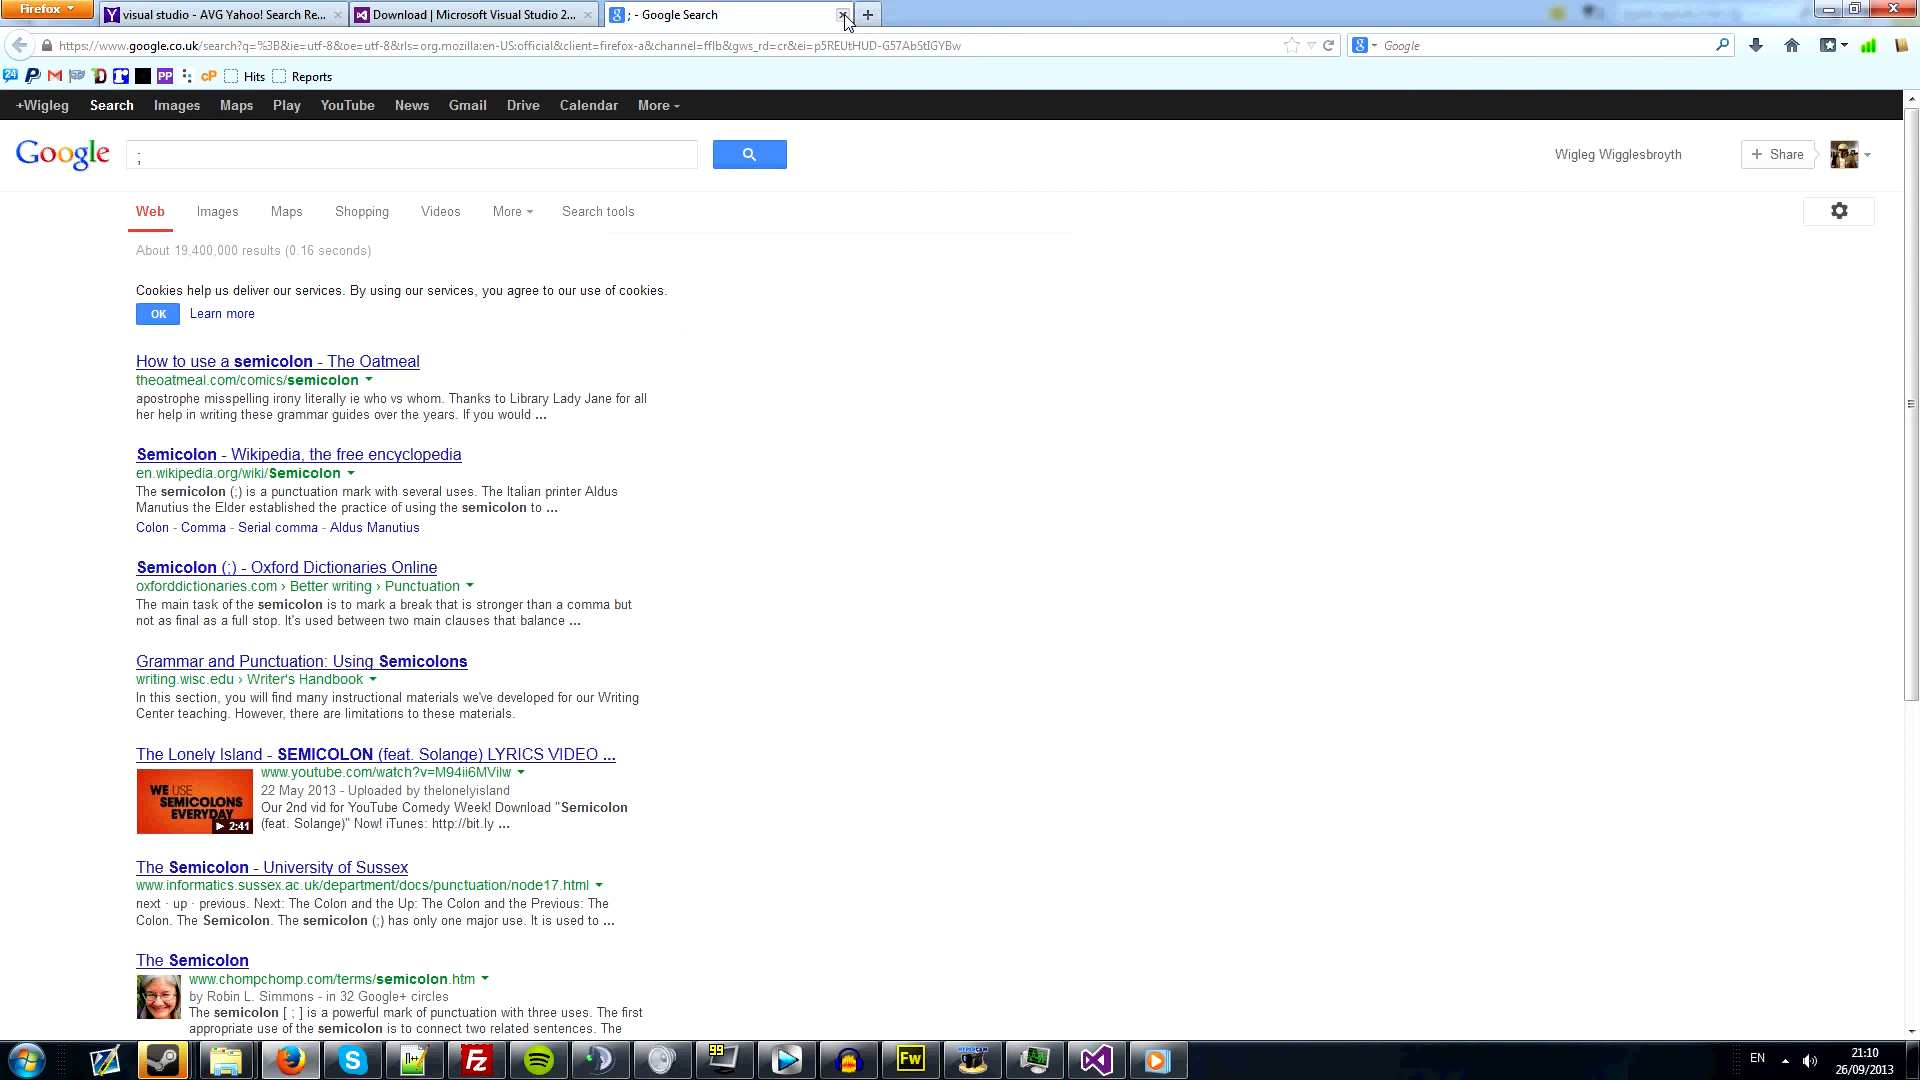 Firefox
visual studio - AVG Yahoo! Search Re...
Download | Microsoft Visual Studio 2...
; - Google Search
https://www.google.co.uk/search?q=%3B&ie=utf-8&oe=utf-8&rls=org.mozilla:en-US:official&client=firefox-a&channel=fflb&gws_rd=cr&ei=p5REUtHUD-G57AbStIGYBw
Google
24 PP cP Hits Reports
+Wigleg Search Images Maps Play YouTube News Gmail Drive Calendar More
Google
;
Wigleg Wigglesbroyth
+ Share
Web Images Maps Shopping Videos More Search tools
About 19,400,000 results (0.16 seconds)
Cookies help us deliver our services. By using our services, you agree to our use of cookies.
OK Learn more
How to use a semicolon - The Oatmeal
theoatmeal.com/comics/semicolon
apostrophe misspelling irony literally ie who vs whom. Thanks to Library Lady Jane for all
her help in writing these grammar guides over the years. If you would ...
Semicolon - Wikipedia, the free encyclopedia
en.wikipedia.org/wiki/Semicolon
The semicolon (;) is a punctuation mark with several uses. The Italian printer Aldus
Manutius the Elder established the practice of using the semicolon to ...
Colon - Comma - Serial comma - Aldus Manutius
Semicolon (;) - Oxford Dictionaries Online
oxforddictionaries.com › Better writing › Punctuation
The main task of the semicolon is to mark a break that is stronger than a comma but
not as final as a full stop. It's used between two main clauses that balance ...
Grammar and Punctuation: Using Semicolons
writing.wisc.edu › Writer's Handbook
In this section, you will find many instructional materials we've developed for our Writing
Center teaching. However, there are limitations to these materials.
The Lonely Island - SEMICOLON (feat. Solange) LYRICS VIDEO ...
www.youtube.com/watch?v=M94ii6MVilw
22 May 2013 - Uploaded by thelonelyisland
Our 2nd vid for YouTube Comedy Week! Download "Semicolon
(feat. Solange)" Now! iTunes: http://bit.ly ...
WE USE
SEMICOLONS
EVERYDAY
2:41
The Semicolon - University of Sussex
www.informatics.sussex.ac.uk/department/docs/punctuation/node17.html
next · up · previous. Next: The Colon and the Up: The Colon and the Previous: The
Colon. The Semicolon. The semicolon (;) has only one major use. It is used to ...
The Semicolon
www.chompchomp.com/terms/semicolon.htm
by Robin L. Simmons - in 32 Google+ circles
The semicolon [ ; ] is a powerful mark of punctuation with three uses. The first
appropriate use of the semicolon is to connect two related sentences. The
99
Fz
Fw
EN
21:10
26/09/2013